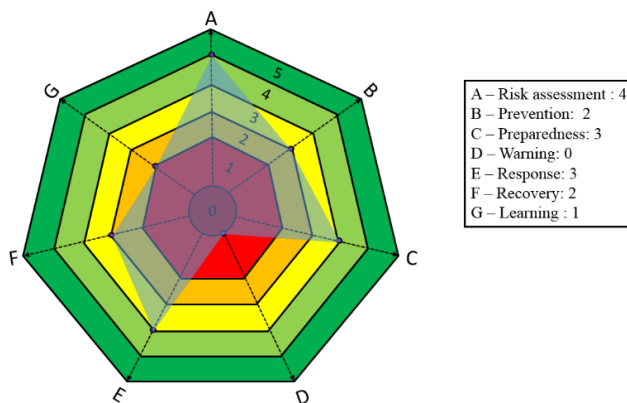 A
B
C
D
E
F
G
5
4
3
2
1
0
A – Risk assessment : 4
B – Prevention: 2
C – Preparedness: 3
D – Warning: 0
E – Response: 3
F – Recovery: 2
G – Learning : 1